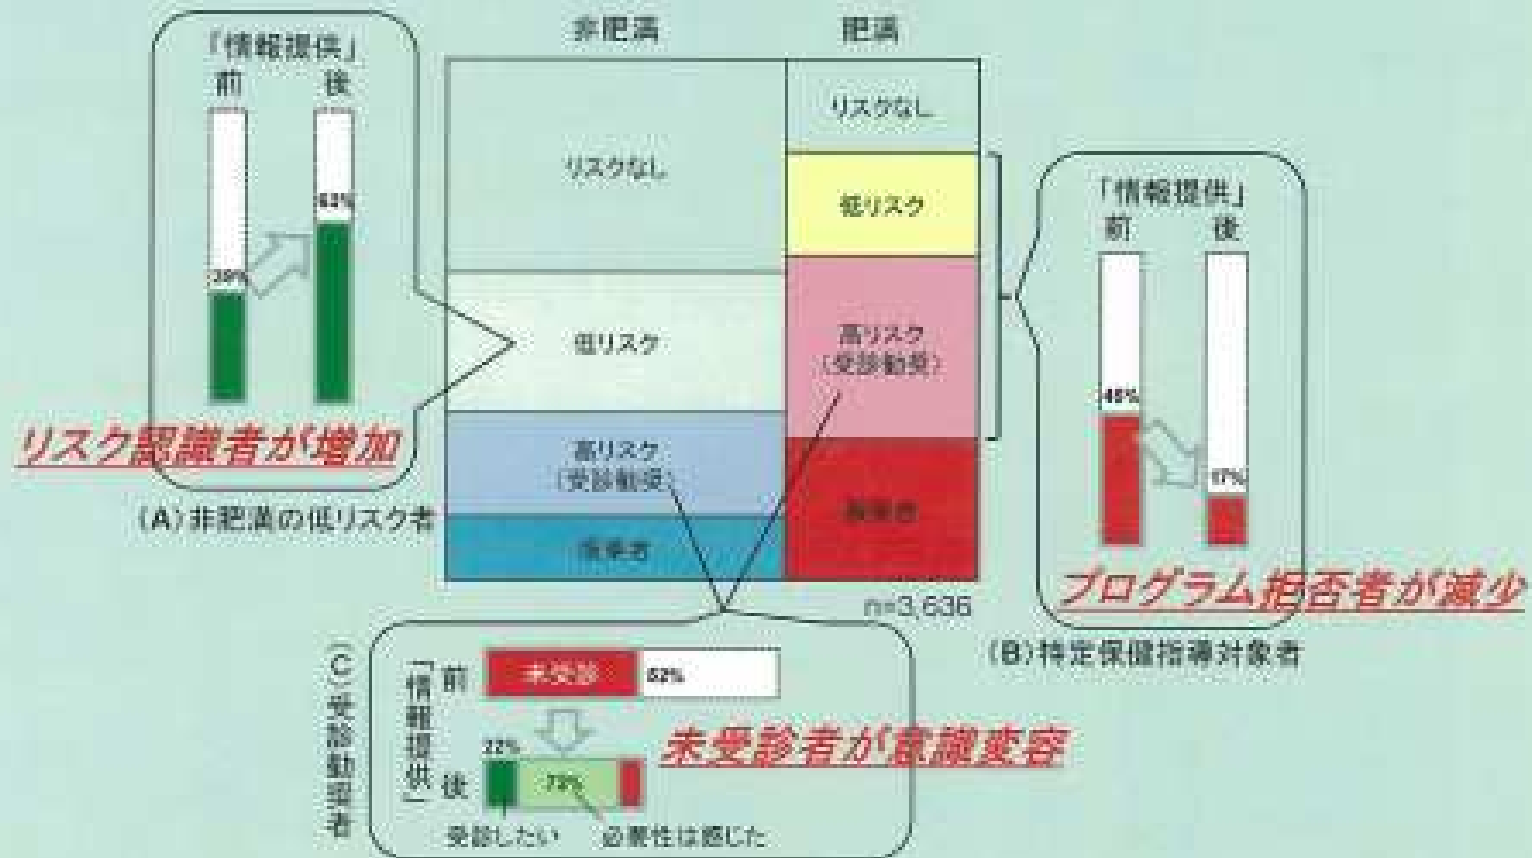 非肥満
肥満
「情報提供」
前 後
62%
リスク認識者が増加
(A)非肥満の低リスク者
リスクなし
低リスク
高リスク
(受診勧奨)
服薬者
リスクなし
低リスク
高リスク
(受診勧奨)
服薬者
n=3,636
「情報提供」
前 後
17%
プログラム拒否者が減少
(B)特定保健指導対象者
(C)受診勧奨者
「情報提供」
前
未受診
52%
22%
後
受診したい
必要性は感じた
未受診者が意識変容